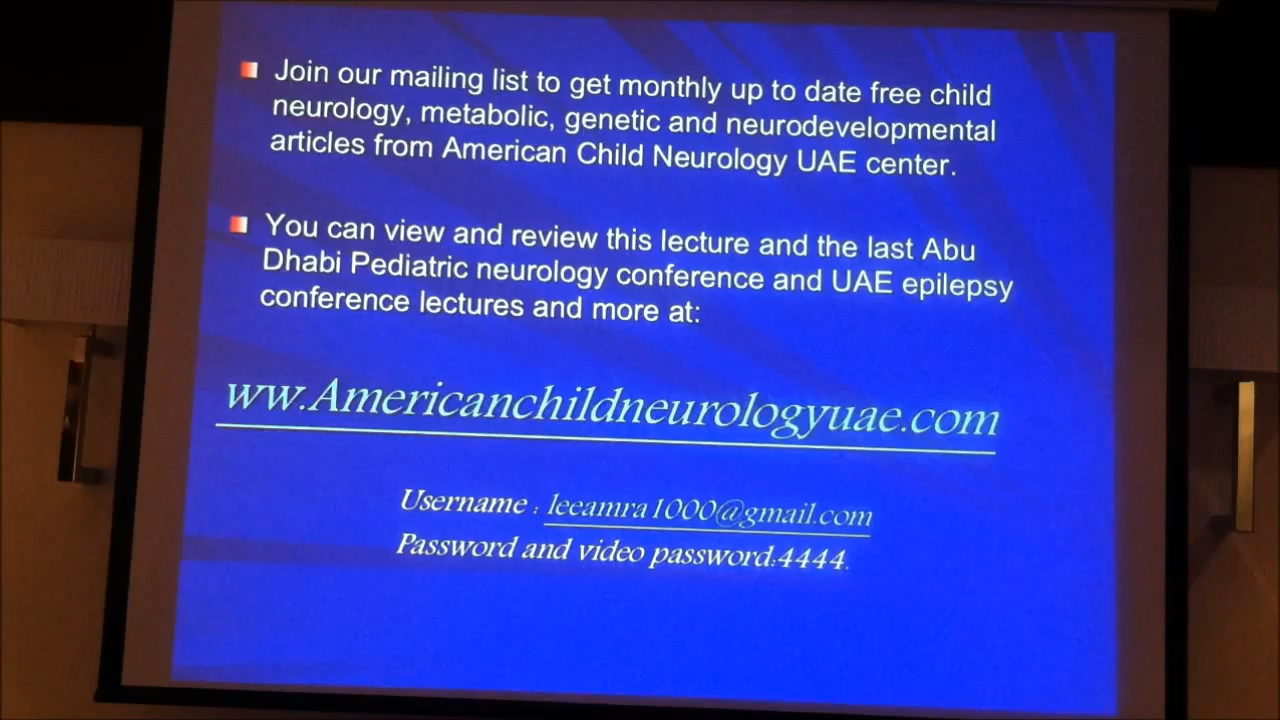 Join our mailing list to get monthly up to date free child
neurology, metabolic, genetic and neurodevelopmental
articles from American Child Neurology UAE center.
You can view and review this lecture and the last Abu
Dhabi Pediatric neurology conference and UAE epilepsy
conference lectures and more at:
ww.Americanchildneurologyuae.com
Username : leeamra1000@gmail.com
Password and video password:4444.